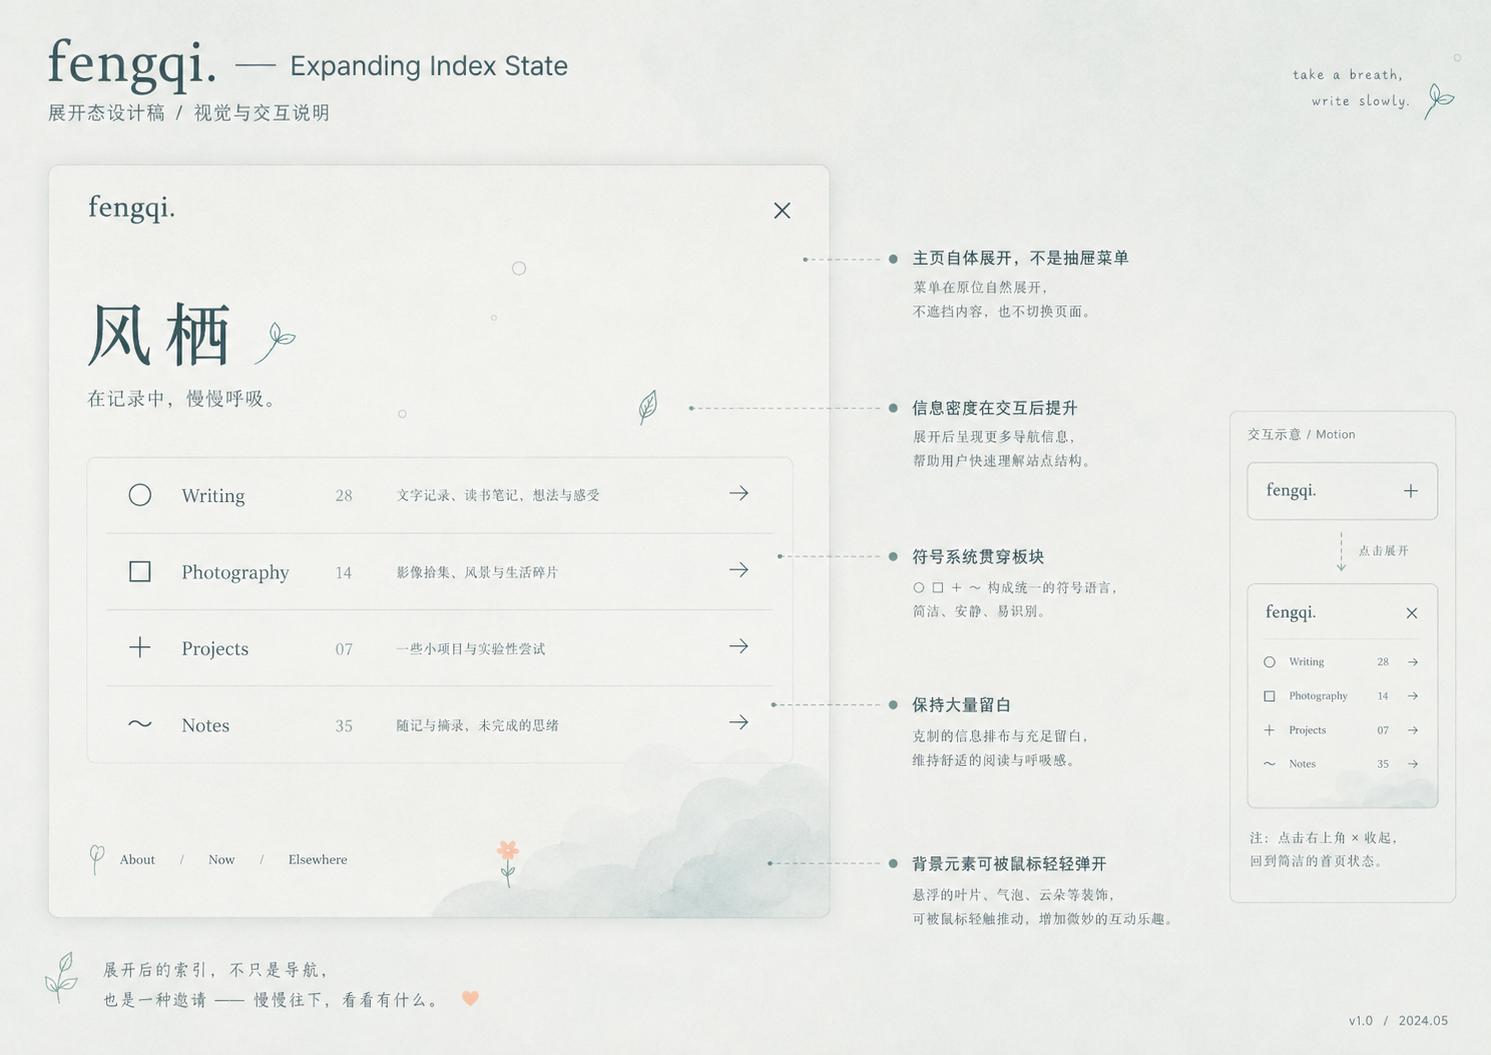 fengqi. —— Expanding Index State
展开态设计稿 / 视觉与交互说明
take a breath,
write slowly.
fengqi.
×
风栖
在记录中，慢慢呼吸。
○ Writing 28 文字记录、读书笔记，想法与感受 →
□ Photography 14 影像拾集、风景与生活碎片 →
+ Projects 07 一些小项目与实验性尝试 →
～ Notes 35 随记与摘录，未完成的思绪 →
About / Now / Elsewhere
主页自体展开，不是抽屉菜单
菜单在原位自然展开，
不遮挡内容，也不切换页面。
信息密度在交互后提升
展开后呈现更多导航信息，
帮助用户快速理解站点结构。
符号系统贯穿板块
○ □ + ～ 构成统一的符号语言，
简洁、安静、易识别。
保持大量留白
克制的信息排布与充足留白，
维持舒适的阅读与呼吸感。
背景元素可被鼠标轻轻弹开
悬浮的叶片、气泡、云朵等装饰，
可被鼠标轻触推动，增加微妙的互动乐趣。
交互示意 / Motion
fengqi. +
点击展开
fengqi. ×
○ Writing 28 →
□ Photography 14 →
+ Projects 07 →
～ Notes 35 →
注：点击右上角 × 收起，
回到简洁的首页状态。
展开后的索引，不只是导航，
也是一种邀请 —— 慢慢往下，看看有什么。
v1.0 / 2024.05